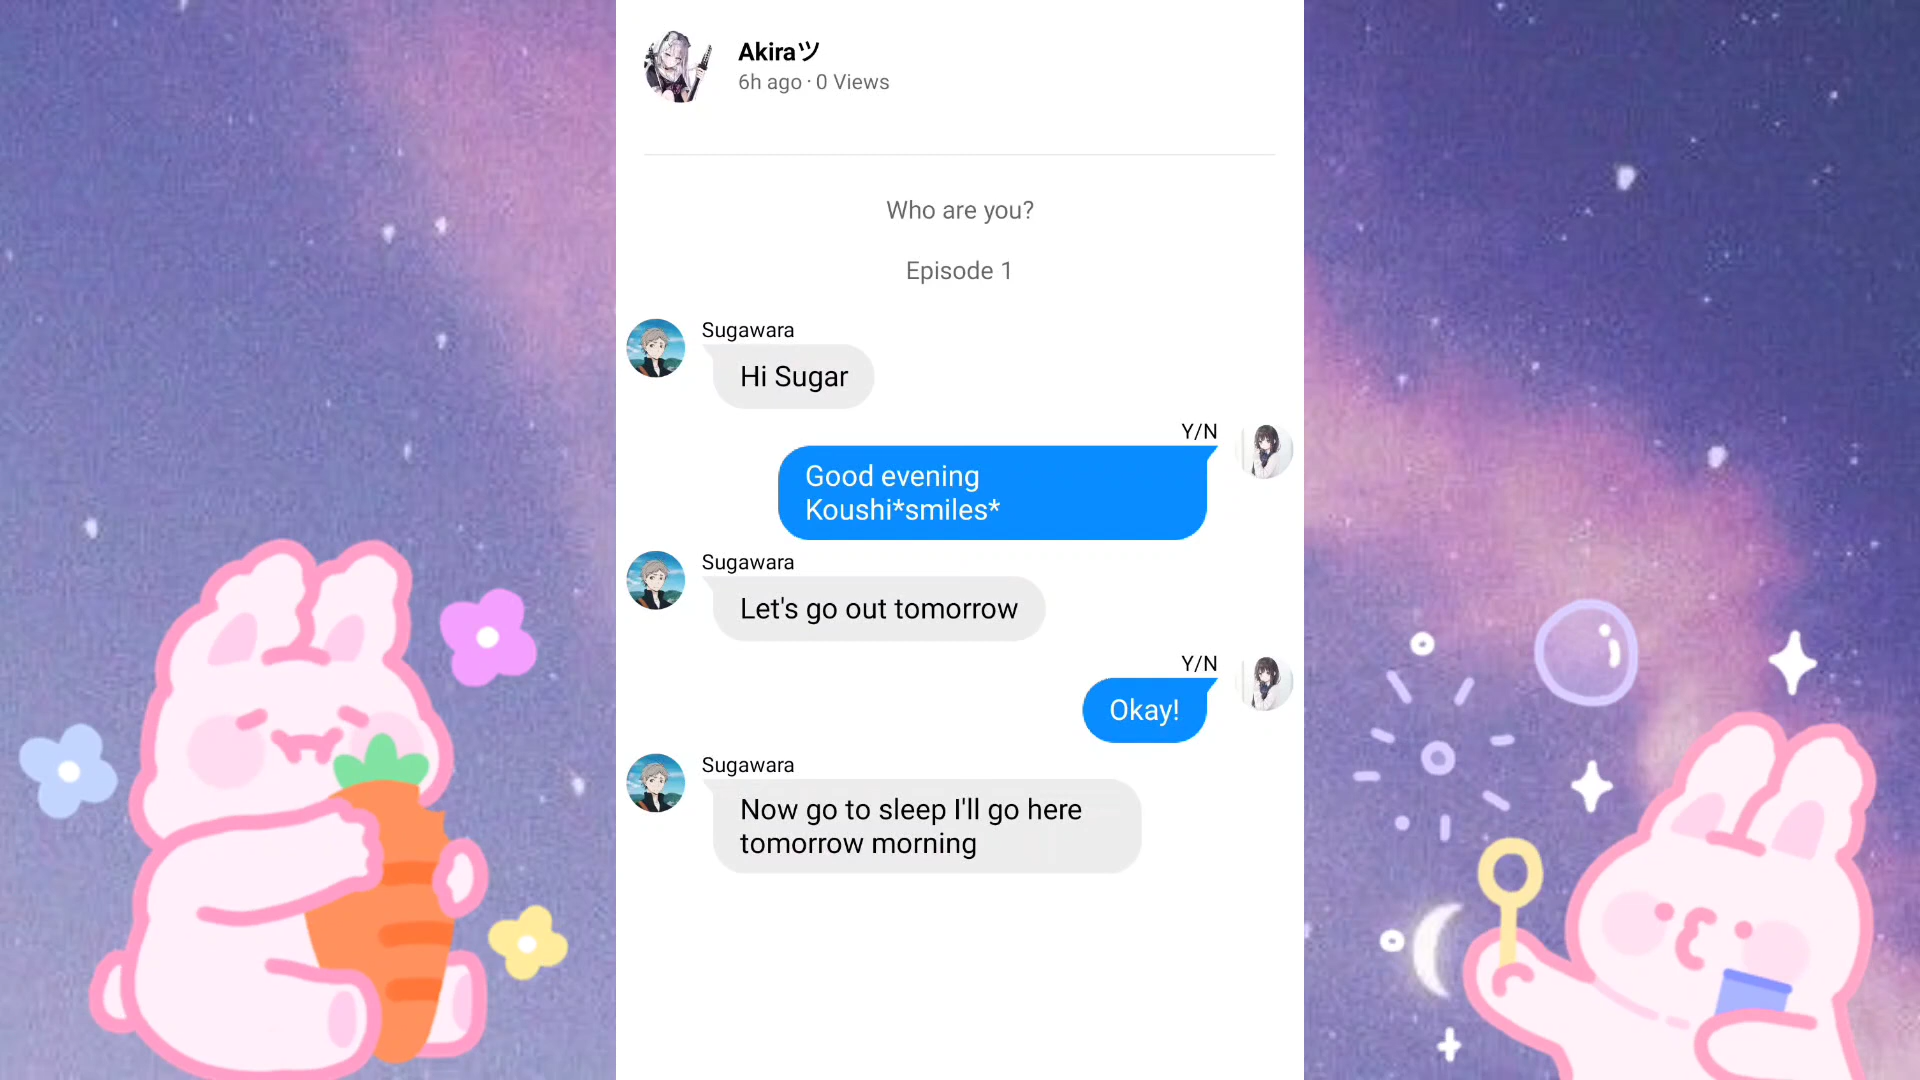 Akiraツ
6h ago · 0 Views
Who are you?
Episode 1
Sugawara
Hi Sugar
Y/N
Good evening
Koushi*smiles*
Sugawara
Let's go out tomorrow
Y/N
Okay!
Sugawara
Now go to sleep I'll go here
tomorrow morning